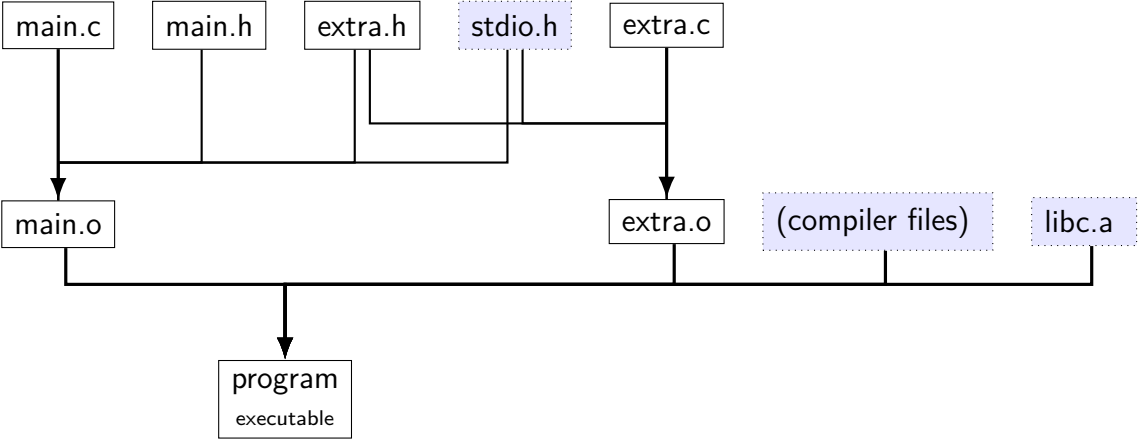 main.c
main.h
extra.h
stdio.h
extra.c
main.o
extra.o
(compiler files)
libc.a
program
executable